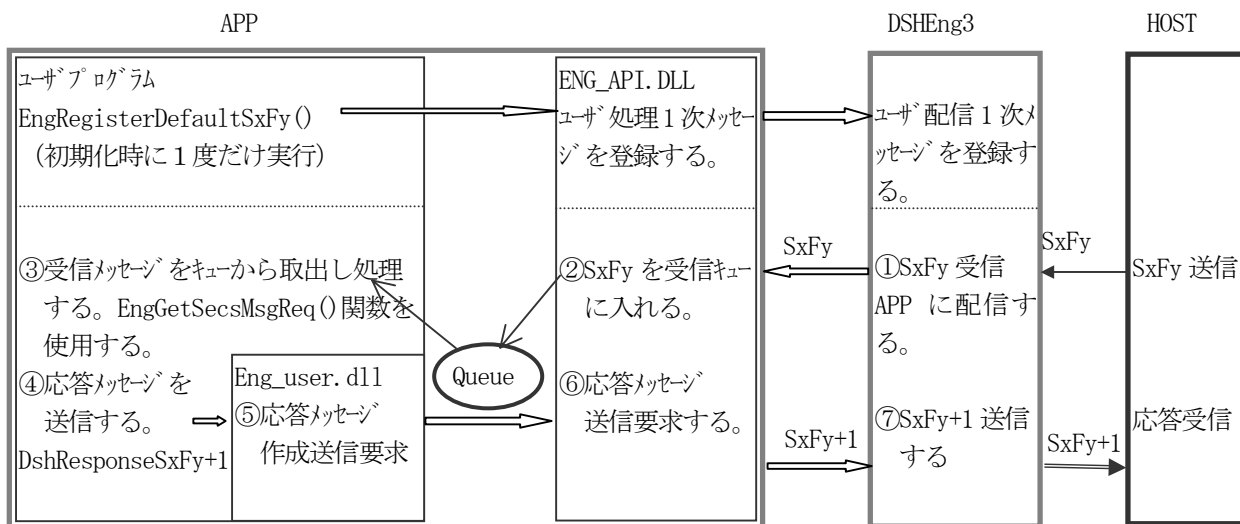 APP
DSHEng3
HOST
ユーザプログラム
EngRegisterDefaultSxFy()
（初期化時に１度だけ実行）
ENG_API.DLL
ユーザ処理１次メッセー
ジを登録する。
ユーザ配信１次メ
ッセージを登録す
る。
③受信メッセージをキューから取出し処理
する。EngGetSecsMsgReq()関数を
使用する。
④応答メッセージを
送信する。
DshResponseSxFy+1
Eng_user.dll
⑤応答メッセージ
作成送信要求
Queue
②SxFy を受信キュー
に入れる。
⑥応答メッセージ
送信要求する。
SxFy
SxFy+1
①SxFy 受信
APP に配信す
る。
⑦SxFy+1 送信
する
SxFy
SxFy+1
SxFy 送信
応答受信